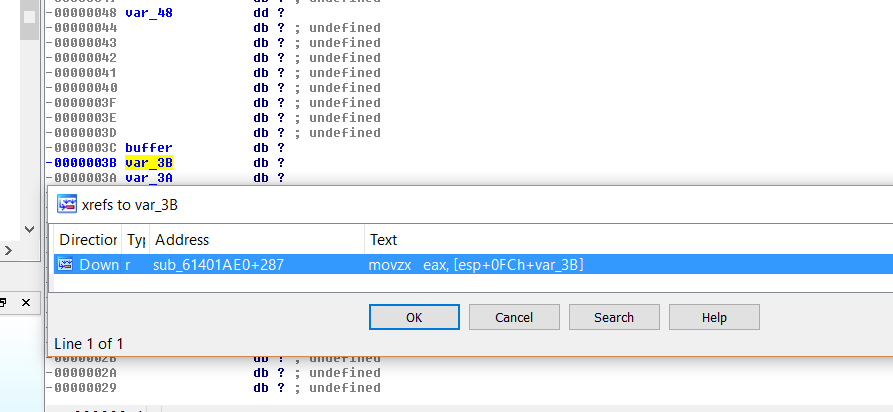 -00000048 var_48 dd ?
-00000044 db ? ; undefined
-00000043 db ? ; undefined
-00000042 db ? ; undefined
-00000041 db ? ; undefined
-00000040 db ? ; undefined
-0000003F db ? ; undefined
-0000003E db ? ; undefined
-0000003D db ? ; undefined
-0000003C buffer db ?
-0000003B var_3B db ?
-0000003A var_3A db ?
xrefs to var_3B
Direction Typ Address Text
Down r sub_61401AE0+287 movzx eax, [esp+0FCh+var_3B]
OK Cancel Search Help
Line 1 of 1
-0000002B db ? ; undefined
-0000002A db ? ; undefined
-00000029 db ? ; undefined